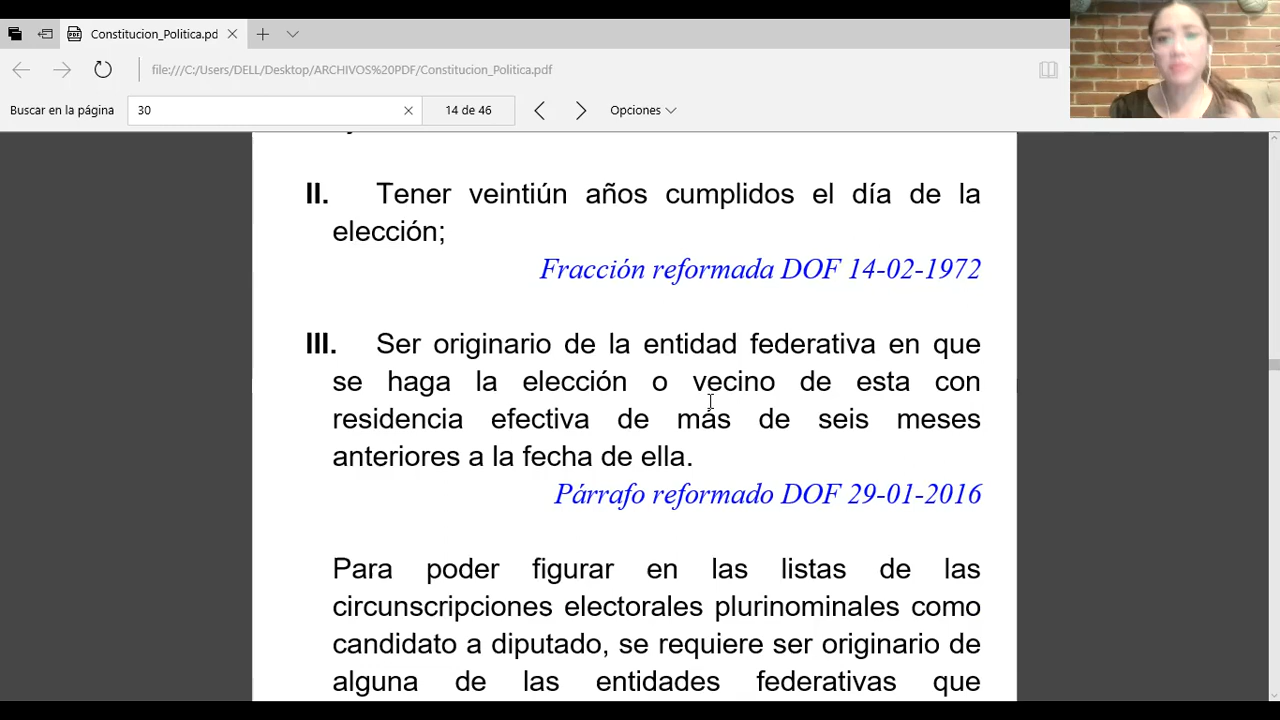 Constitucion_Politica.pd
file:///C:/Users/DELL/Desktop/ARCHIVOS%20PDF/Constitucion_Politica.pdf
Buscar en la página
30
14 de 46
Opciones
II. Tener veintiún años cumplidos el día de la
elección;
Fracción reformada DOF 14-02-1972
III. Ser originario de la entidad federativa en que
se haga la elección o vecino de esta con
residencia efectiva de más de seis meses
anteriores a la fecha de ella.
Párrafo reformado DOF 29-01-2016
Para poder figurar en las listas de las
circunscripciones electorales plurinominales como
candidato a diputado, se requiere ser originario de
alguna de las entidades federativas que